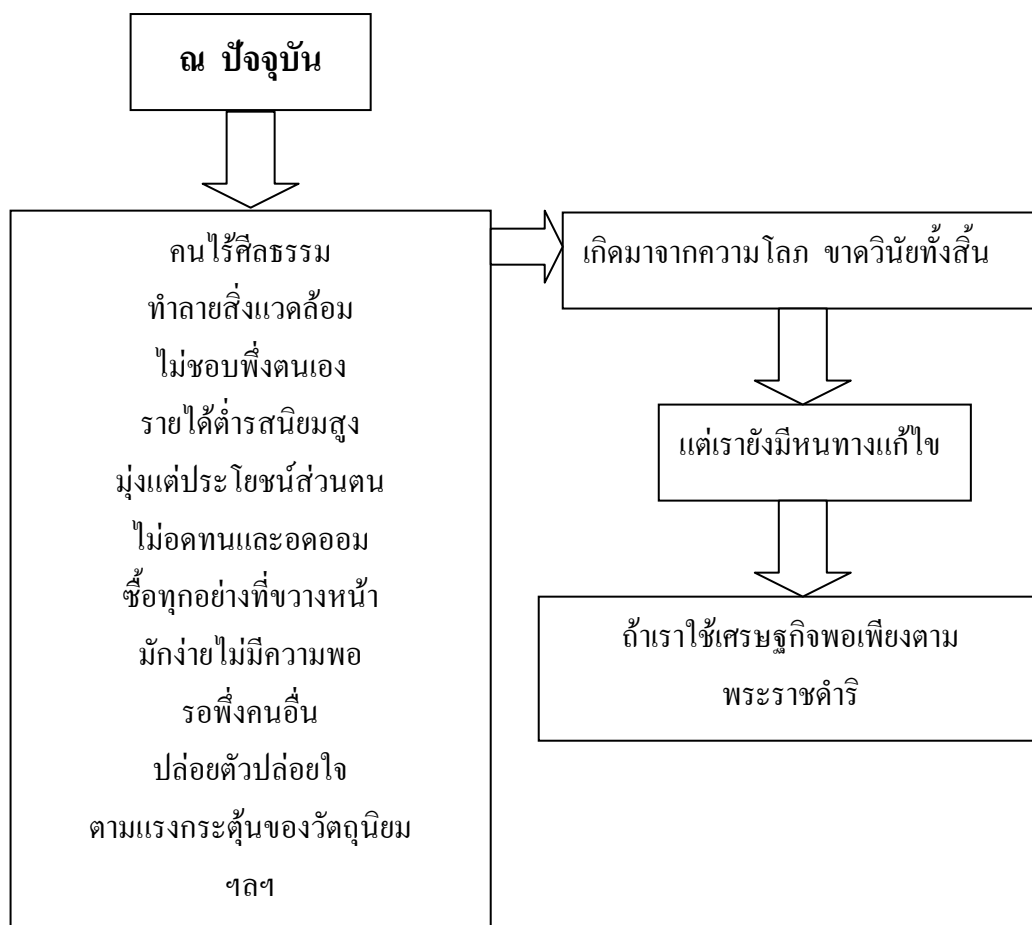 ณ ปัจจุบัน
คนไร้ศีลธรรม
ทำลายสิ่งแวดล้อม
ไม่ชอบพึ่งตนเอง
รายได้ต่ำรสนิยมสูง
มุ่งแต่ประโยชน์ส่วนตน
ไม่อดทนและอดออม
ซื้อทุกอย่างที่ขวางหน้า
มักง่ายไม่มีความพอ
รอพึ่งคนอื่น
ปล่อยตัวปล่อยใจ
ตามแรงกระตุ้นของวัตถุนิยม
ฯลฯ
เกิดมาจากความโลภ ขาดวินัยทั้งสิ้น
แต่เรายังมีหนทางแก้ไข
ถ้าเราใช้เศรษฐกิจพอเพียงตาม
พระราชดำริ